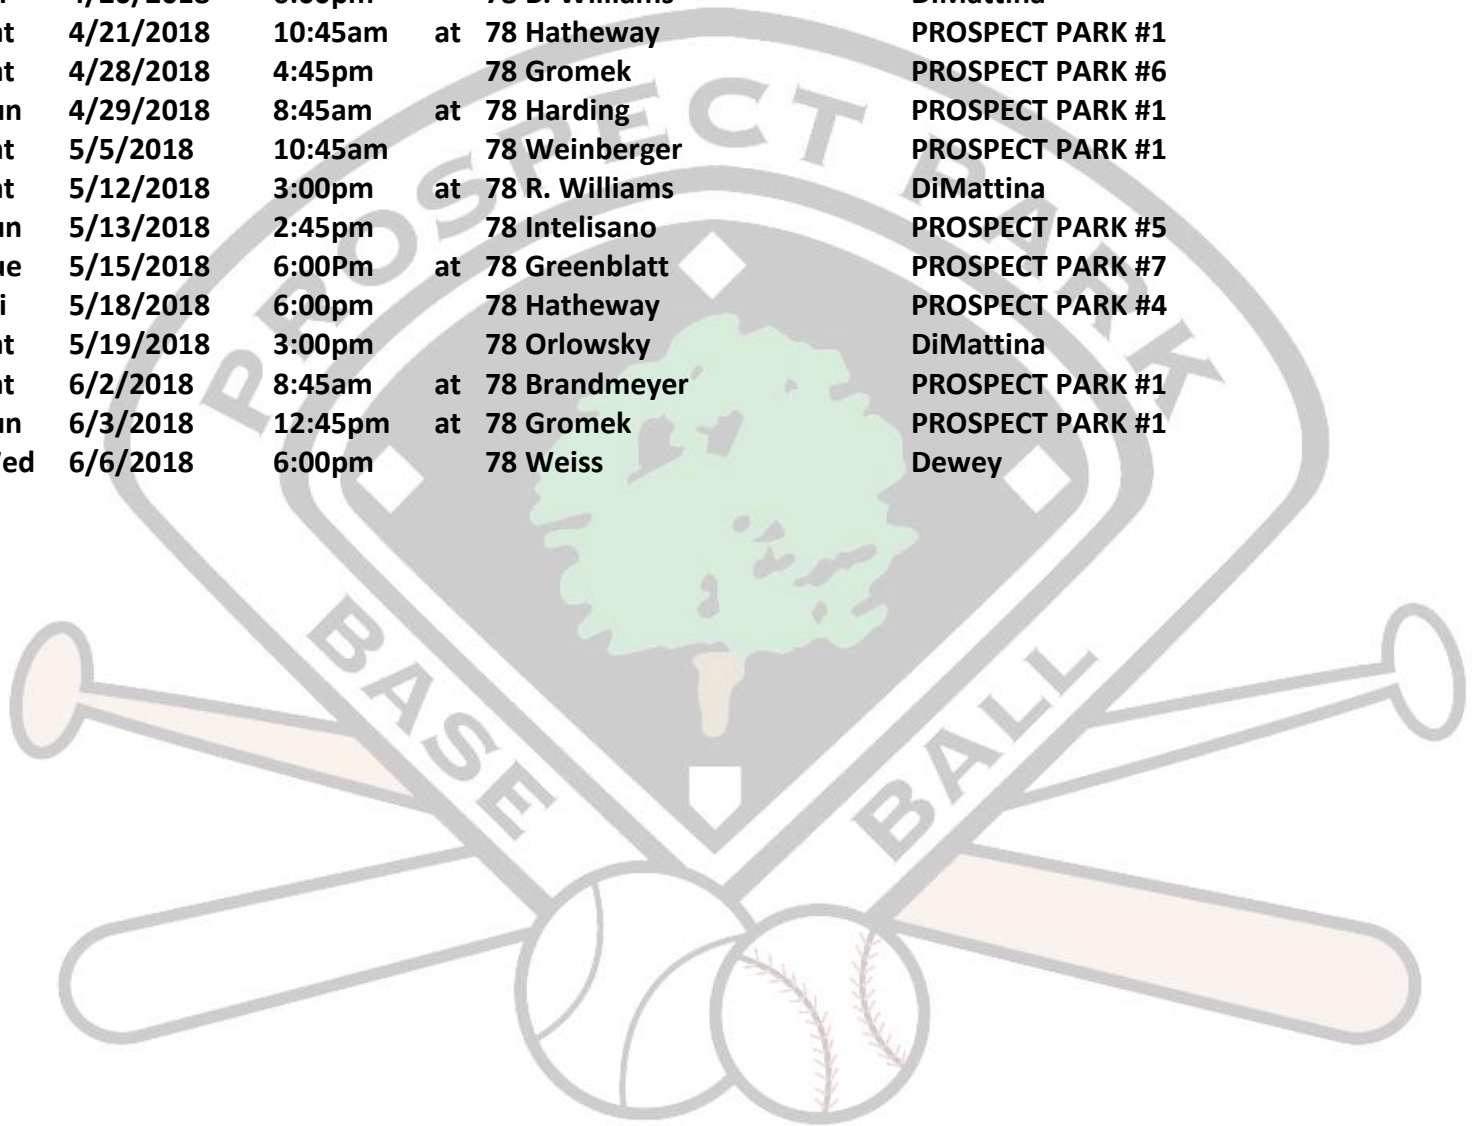 78 Williams DiMattina
at 4/21/2018 10:45am at 78 Hatheway PROSPECT PARK #1
at 4/28/2018 4:45pm 78 Gromek PROSPECT PARK #6
un 4/29/2018 8:45am at 78 Harding PROSPECT PARK #1
at 5/5/2018 10:45am 78 Weinberger PROSPECT PARK #1
at 5/12/2018 3:00pm at 78 R. Williams DiMattina
un 5/13/2018 2:45pm 78 Intelisano PROSPECT PARK #5
ue 5/15/2018 6:00Pm at 78 Greenblatt PROSPECT PARK #7
i 5/18/2018 6:00pm 78 Hatheway PROSPECT PARK #4
at 5/19/2018 3:00pm 78 Orlowsky DiMattina
at 6/2/2018 8:45am at 78 Brandmeyer PROSPECT PARK #1
un 6/3/2018 12:45pm at 78 Gromek PROSPECT PARK #1
ed 6/6/2018 6:00pm 78 Weiss Dewey
PROSPECT PARK
BASE BALL